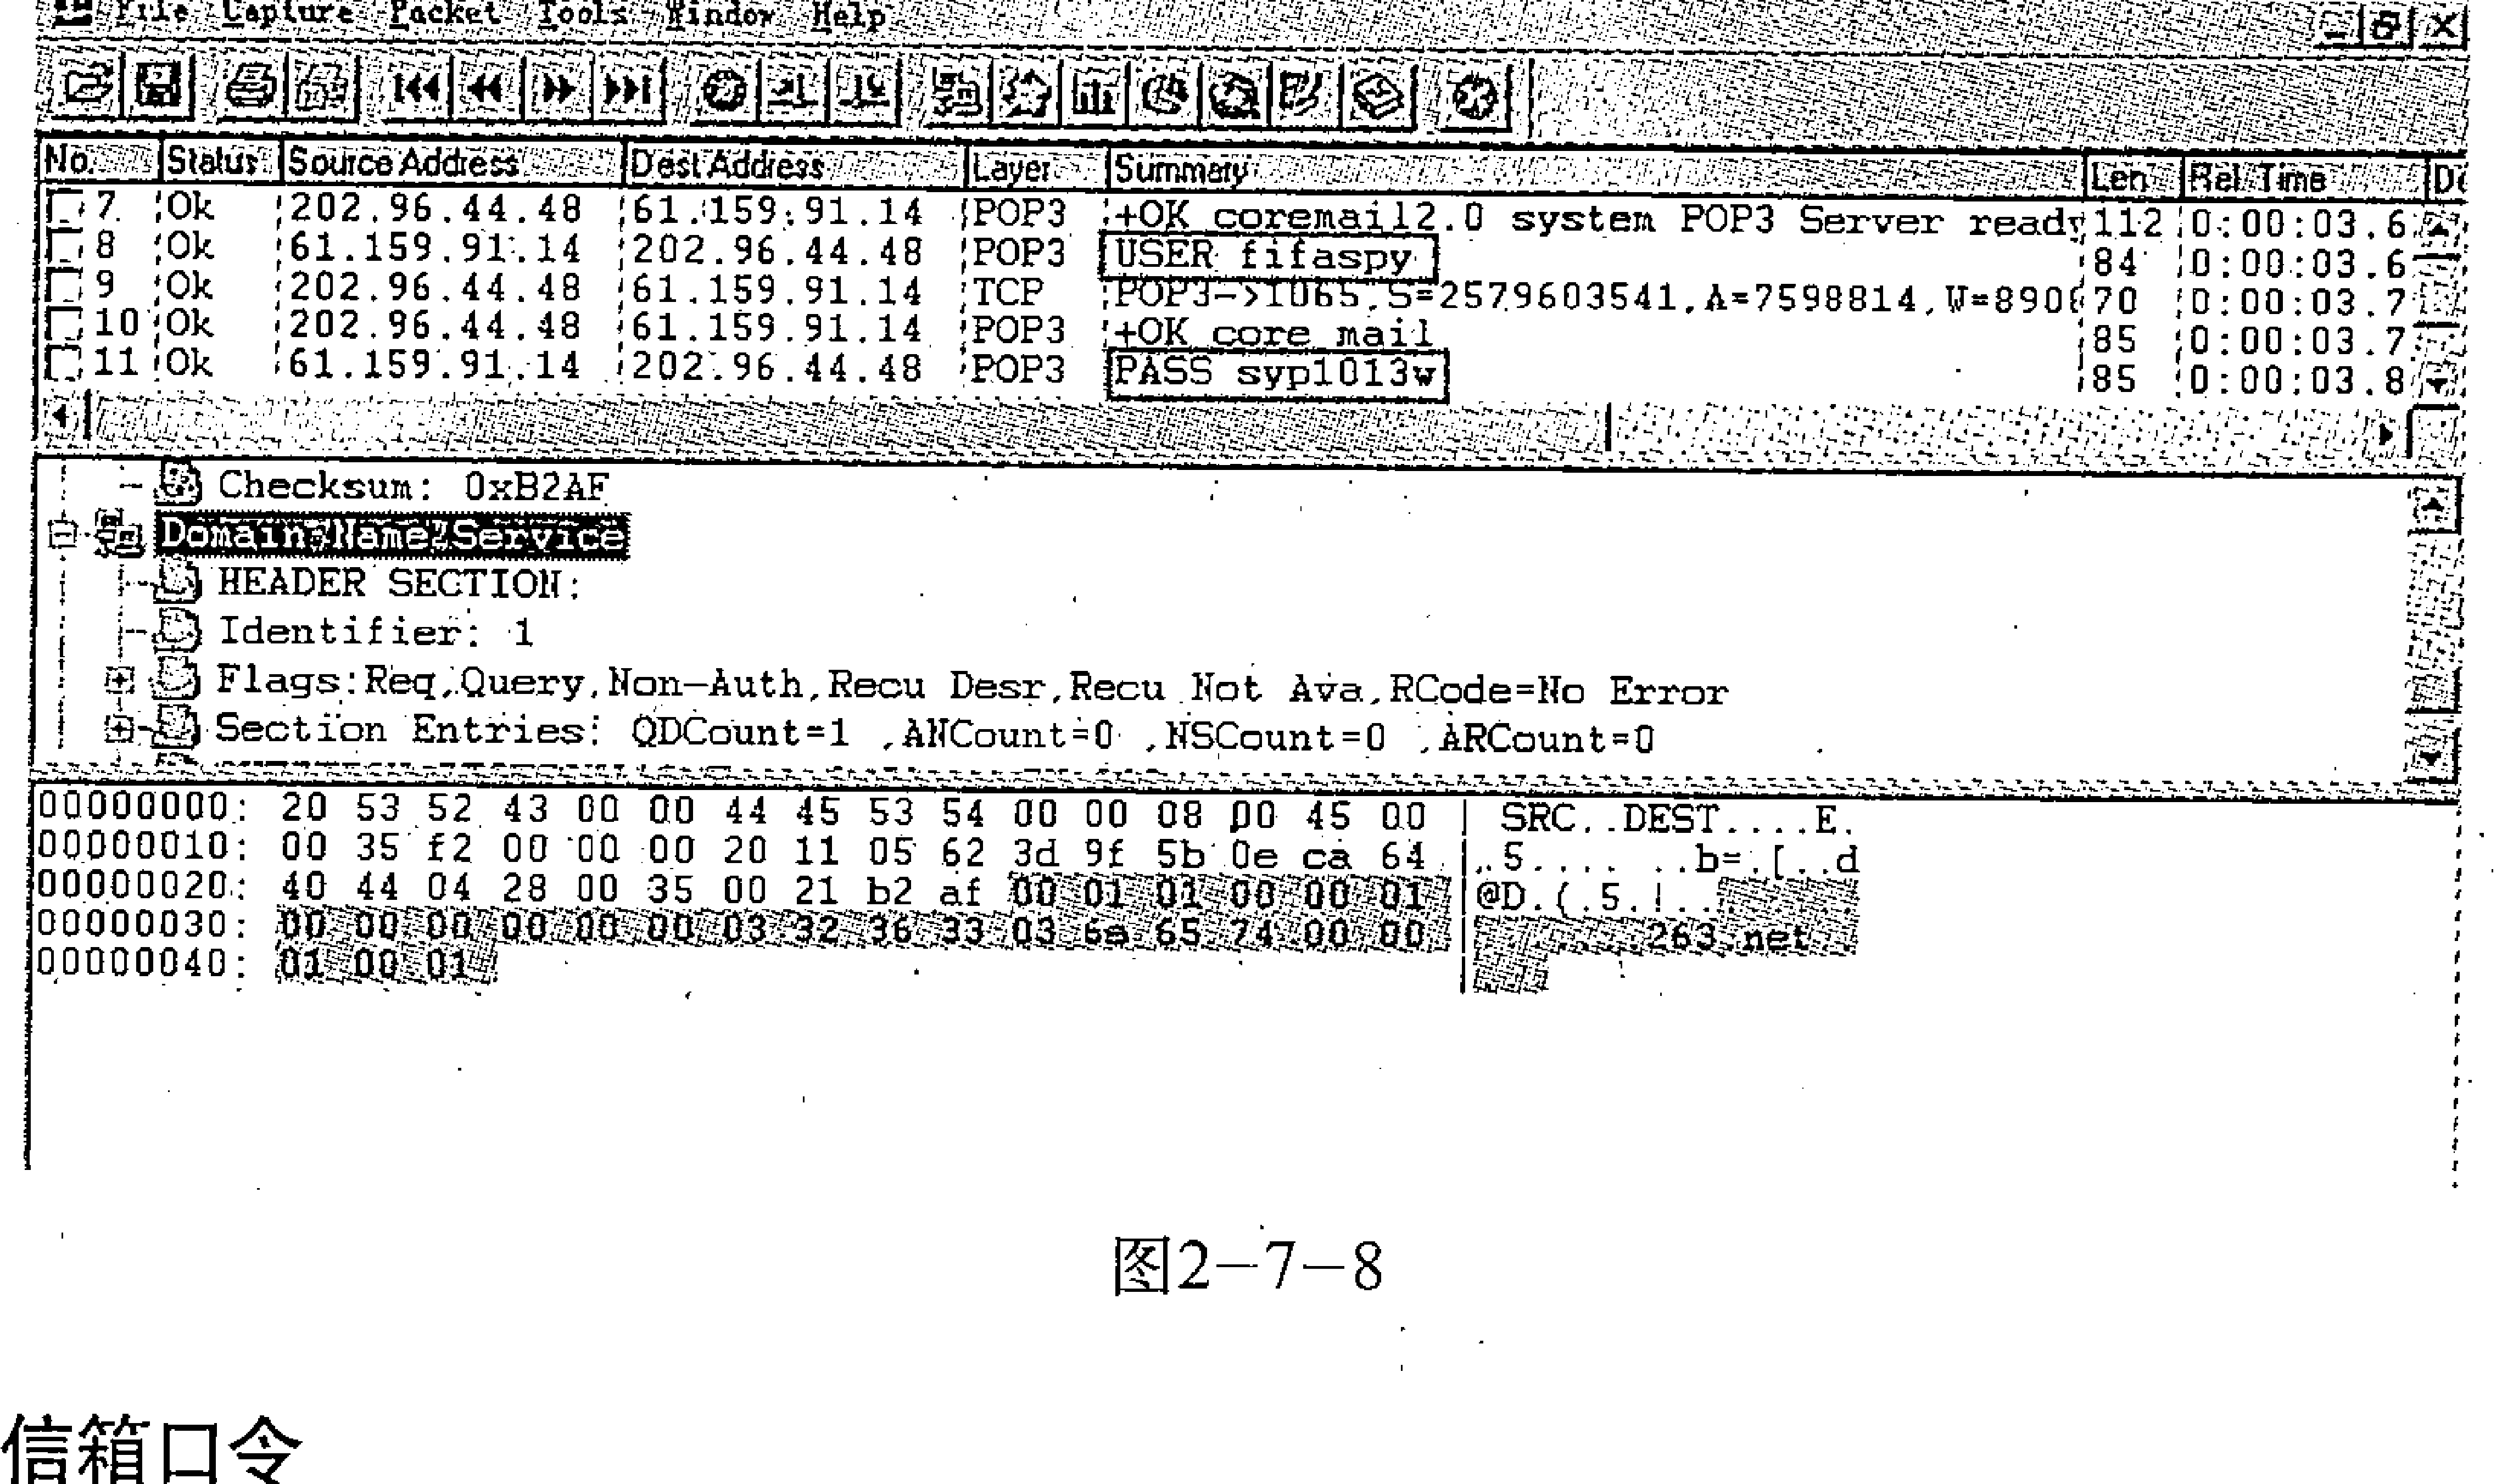 File Capture Packet Tools Window Help
No. Status Source Address Dest Address Layer Summary Len Rel Time
7 Ok 202.96.44.48 61.159.91.14 POP3 +OK coremail2.0 system POP3 Server ready 112 0:00:03.6
8 Ok 61.159.91.14 202.96.44.48 POP3 USER fifaspy 84 0:00:03.6
9 Ok 202.96.44.48 61.159.91.14 TCP POP3->1065,S=2579603541,A=7598814,W=890 70 0:00:03.7
10 Ok 202.96.44.48 61.159.91.14 POP3 +OK core mail 85 0:00:03.7
11 Ok 61.159.91.14 202.96.44.48 POP3 PASS syp1013w 85 0:00:03.8
Checksum: 0xB2AF
Domain Name Service
HEADER SECTION:
Identifier: 1
Flags:Req,Query,Non-Auth,Recu Desr,Recu Not Ava,RCode=No Error
Section Entries: QDCount=1 ,ANCount=0 ,NSCount=0 ,ARCount=0
00000000: 20 53 52 43 00 00 44 45 53 54 00 00 08 00 45 00 | SRC..DEST....E.
00000010: 00 35 f2 00 00 00 20 11 05 62 3d 9f 5b 0e ca 64 |.5.... ..b=.[..d
00000020: 40 44 04 28 00 35 00 21 b2 af 00 01 01 00 00 01 |@D.(.5.!..
00000030: 00 00 00 00 00 00 03 32 36 33 03 6e 65 74 00 00 | .263.net..
00000040: 01 00 01 |
图2-7-8
信箱口令